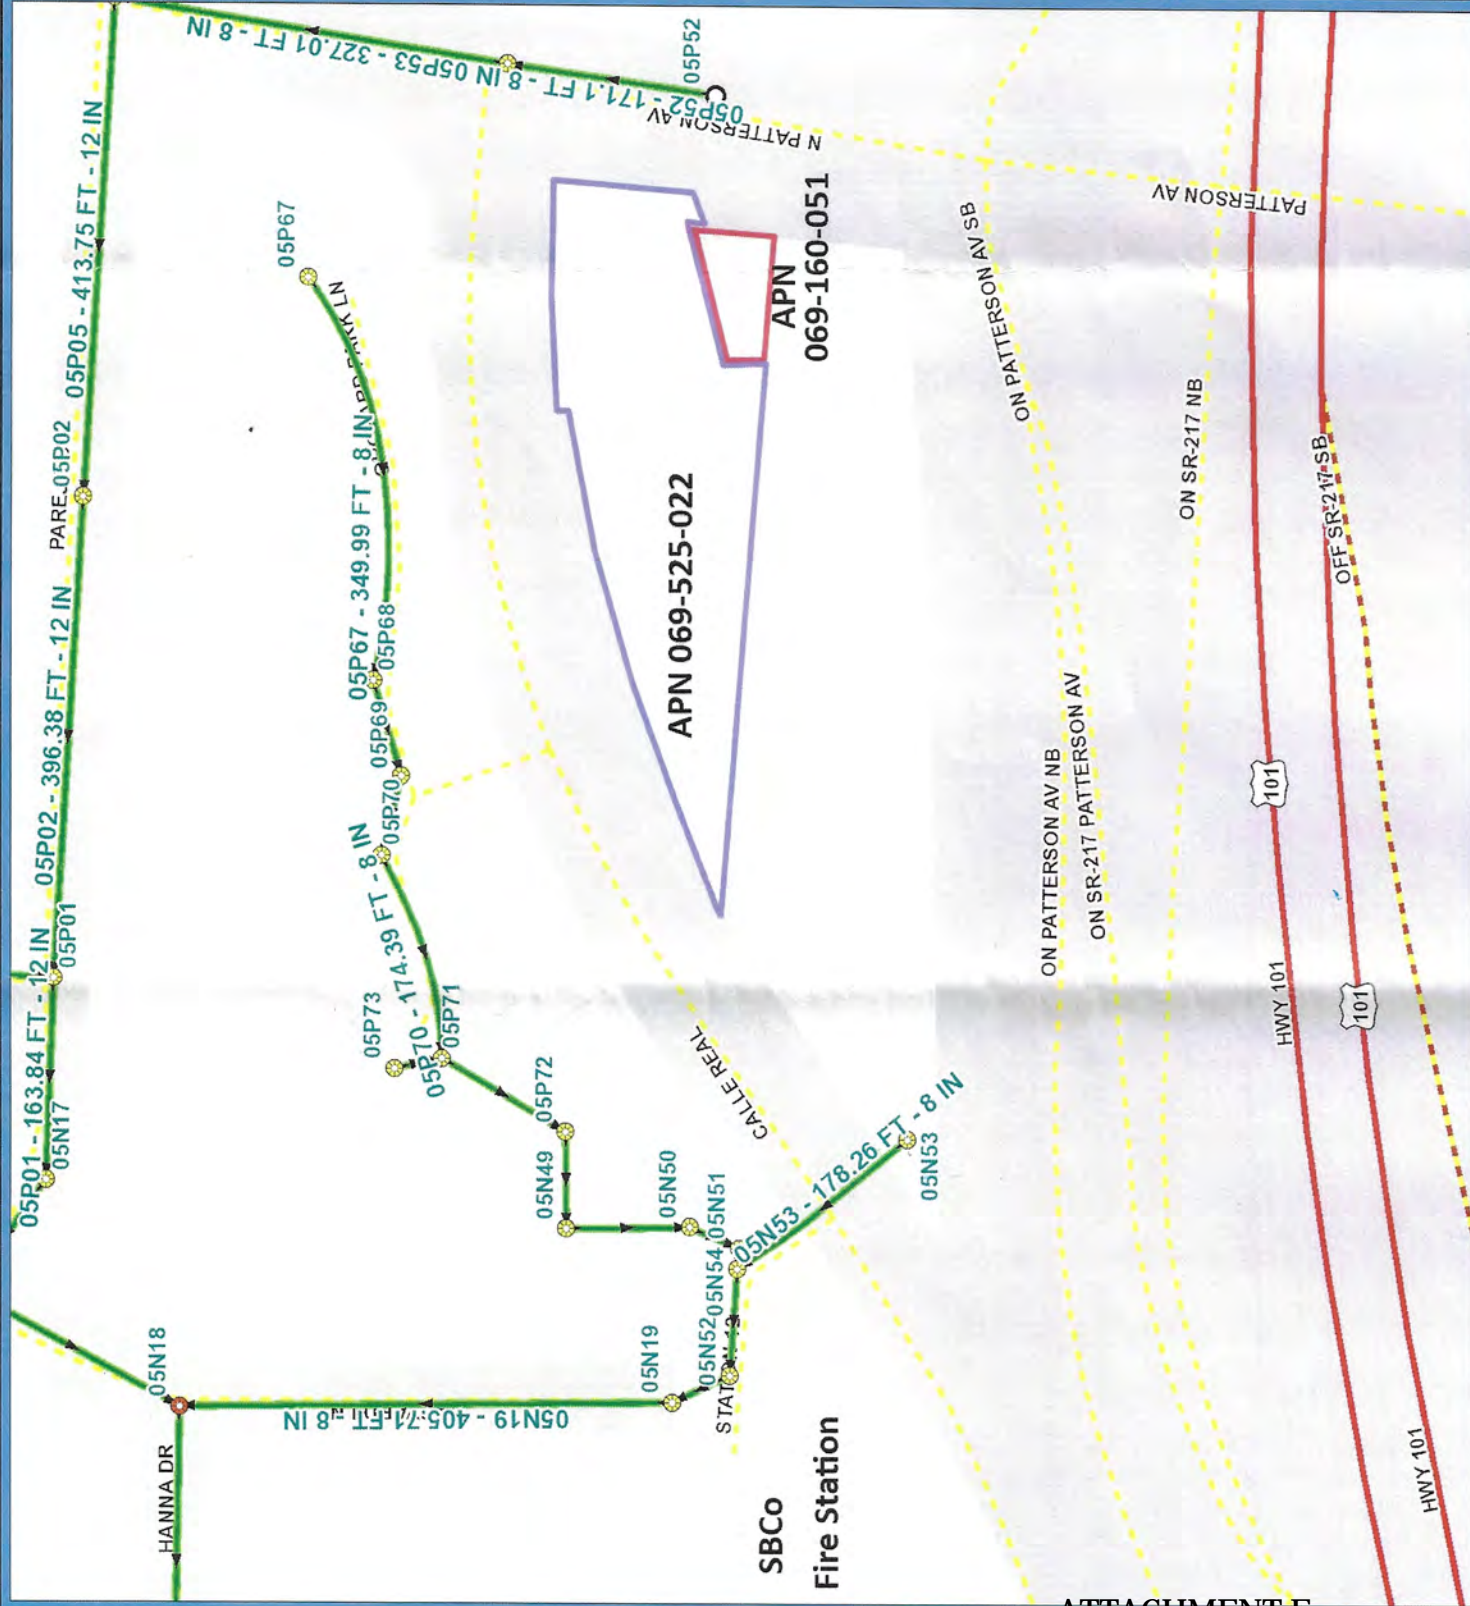 05P52 - 171.1 FT - 8 IN
05P53 - 327.01 FT - 8 IN
05P52
N PATTERSON AV
PATTERSON AV
05P05 - 413.75 FT - 12 IN
05P02
05P02 - 396.38 FT - 12 IN
05P01
05P01 - 163.84 FT - 12 IN
05N17
05P67
05P67 - 349.99 FT - 8 IN
05P68
05P69
05P70
05P70 - 174.39 FT - 8 IN
05P71
05P73
05P72
05N49
05N50
05N51
05N54
05N53 - 178.26 FT - 8 IN
05N53
05N52
05N19
05N19 - 405.71 FT - 8 IN
05N18
HANNA DR
CALLE REAL
APN
069-160-051
APN 069-525-022
SBCo
Fire Station
ON PATTERSON AV SB
ON PATTERSON AV NB
ON SR-217 PATTERSON AV
ON SR-217 NB
OFF SR-217 SB
HWY 101
101
101
HWY 101
ATTACHMENT E